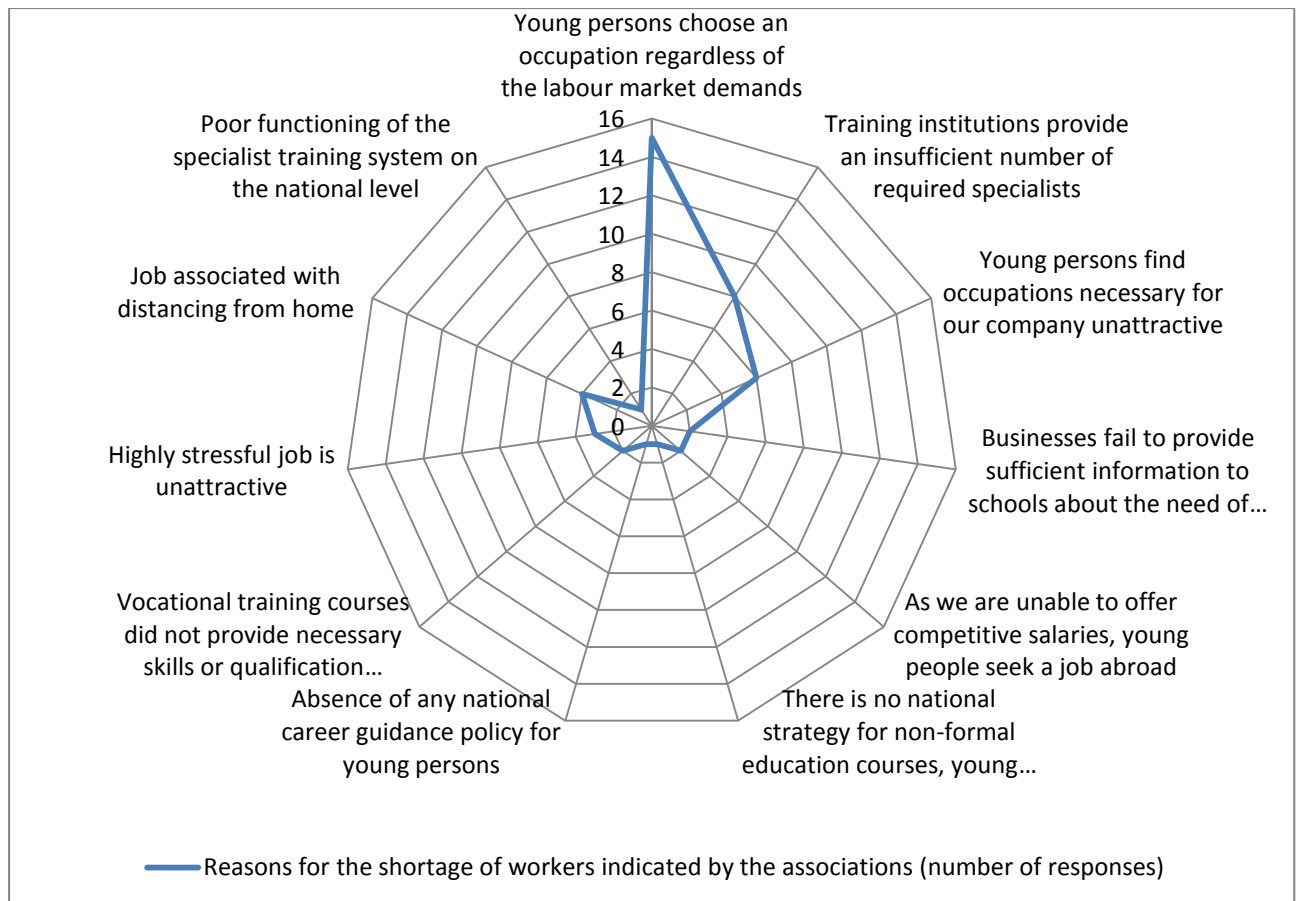 Young persons choose an
occupation regardless of
the labour market demands
Training institutions provide
an insufficient number of
required specialists
Young persons find
occupations necessary for
our company unattractive
Businesses fail to provide
sufficient information to
schools about the need of…
As we are unable to offer
competitive salaries, young
people seek a job abroad
There is no national
strategy for non-formal
education courses, young…
Absence of any national
career guidance policy for
young persons
Vocational training courses
did not provide necessary
skills or qualification…
Highly stressful job is
unattractive
Job associated with
distancing from home
Poor functioning of the
specialist training system on
the national level
16
14
12
10
8
6
4
2
0
Reasons for the shortage of workers indicated by the associations (number of responses)